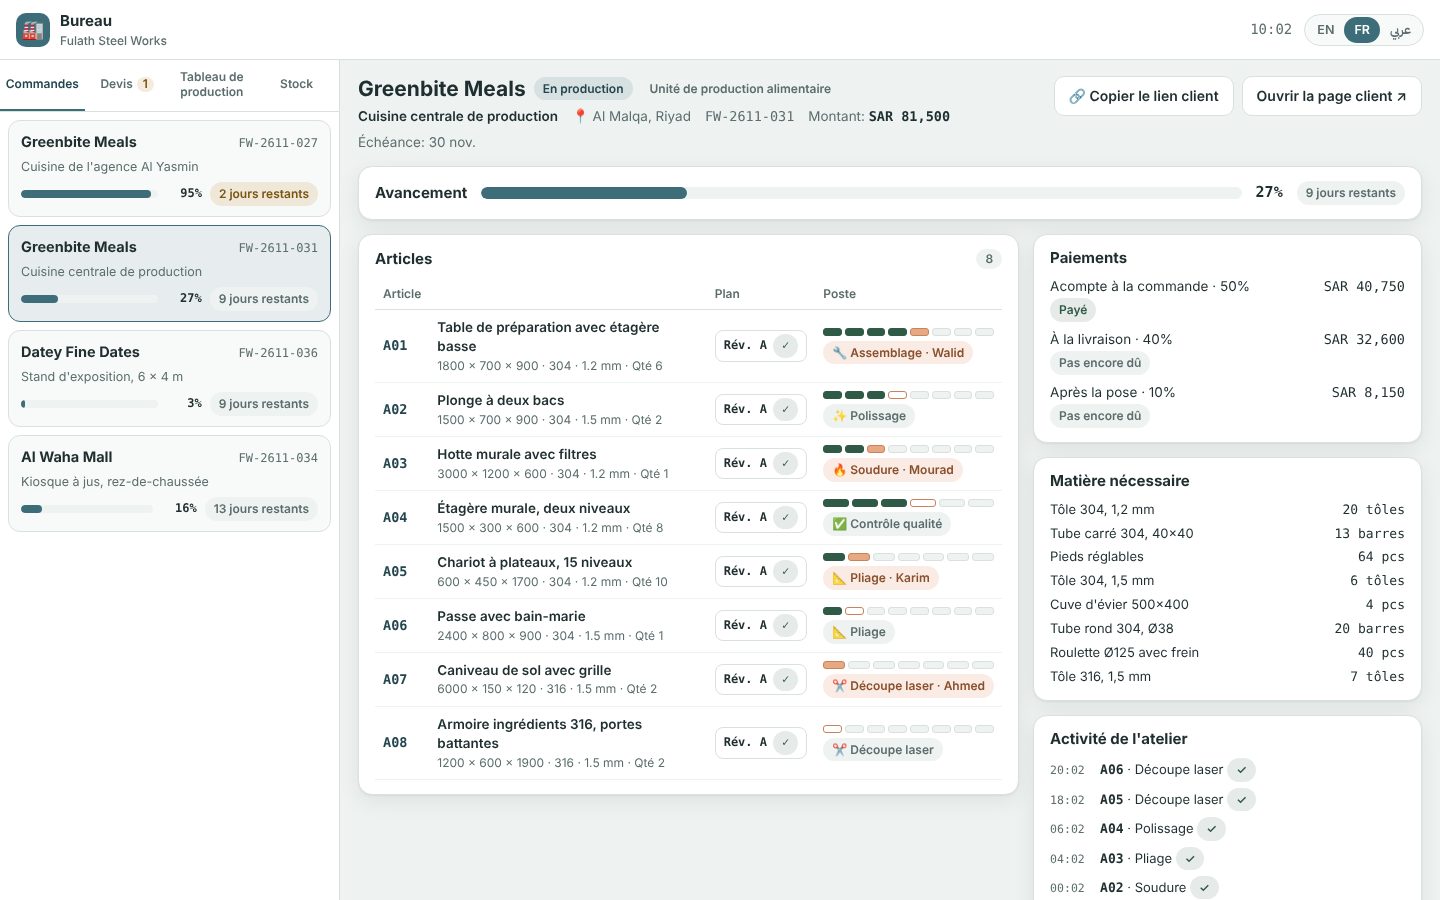 Bureau
Fulath Steel Works
10:02
EN
FR
عربي
Commandes
Devis 1
Tableau de
production
Stock
Greenbite Meals FW-2611-027
Cuisine de l'agence Al Yasmin
95% 2 jours restants
Greenbite Meals FW-2611-031
Cuisine centrale de production
27% 9 jours restants
Datey Fine Dates FW-2611-036
Stand d'exposition, 6 × 4 m
3% 9 jours restants
Al Waha Mall FW-2611-034
Kiosque à jus, rez-de-chaussée
16% 13 jours restants
Greenbite Meals En production Unité de production alimentaire
Cuisine centrale de production 📍 Al Malqa, Riyad FW-2611-031 Montant: SAR 81,500
Échéance: 30 nov.
🔗 Copier le lien client
Ouvrir la page client ↗
Avancement 27% 9 jours restants
Articles 8
Article Plan Poste
A01 Table de préparation avec étagère
basse
1800 × 700 × 900 · 304 · 1.2 mm · Qté 6
Rév. A ✓
🔧 Assemblage · Walid
A02 Plonge à deux bacs
1500 × 700 × 900 · 304 · 1.5 mm · Qté 2
Rév. A ✓
✨ Polissage
A03 Hotte murale avec filtres
3000 × 1200 × 600 · 304 · 1.2 mm · Qté 1
Rév. A ✓
🔥 Soudure · Mourad
A04 Étagère murale, deux niveaux
1500 × 300 × 600 · 304 · 1.2 mm · Qté 8
Rév. A ✓
✅ Contrôle qualité
A05 Chariot à plateaux, 15 niveaux
600 × 450 × 1700 · 304 · 1.2 mm · Qté 10
Rév. A ✓
📐 Pliage · Karim
A06 Passe avec bain-marie
2400 × 800 × 900 · 304 · 1.5 mm · Qté 1
Rév. A ✓
📐 Pliage
A07 Caniveau de sol avec grille
6000 × 150 × 120 · 316 · 1.5 mm · Qté 2
Rév. A ✓
✂️ Découpe laser · Ahmed
A08 Armoire ingrédients 316, portes
battantes
1200 × 600 × 1900 · 316 · 1.5 mm · Qté 2
Rév. A ✓
✂️ Découpe laser
Paiements
Acompte à la commande · 50% SAR 40,750
Payé
À la livraison · 40% SAR 32,600
Pas encore dû
Après la pose · 10% SAR 8,150
Pas encore dû
Matière nécessaire
Tôle 304, 1,2 mm 20 tôles
Tube carré 304, 40×40 13 barres
Pieds réglables 64 pcs
Tôle 304, 1,5 mm 6 tôles
Cuve d'évier 500×400 4 pcs
Tube rond 304, Ø38 20 barres
Roulette Ø125 avec frein 40 pcs
Tôle 316, 1,5 mm 7 tôles
Activité de l'atelier
20:02 A06 · Découpe laser ✓
18:02 A05 · Découpe laser ✓
06:02 A04 · Polissage ✓
04:02 A03 · Pliage ✓
00:02 A02 · Soudure ✓